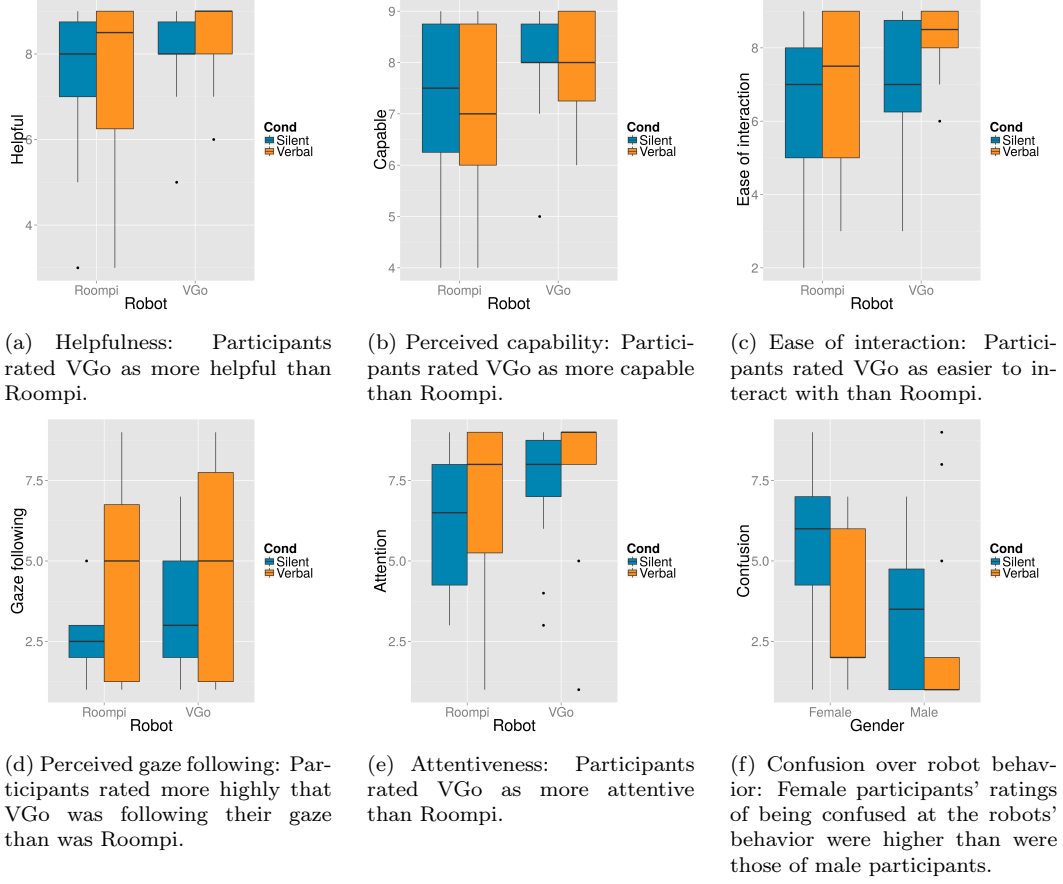 Helpful
8
6
4
Roompi
VGo
Robot
Cond
Silent
Verbal
(a) Helpfulness: Participants
rated VGo as more helpful than
Roompi.
Capable
9
8
7
6
5
4
Roompi
VGo
Robot
Cond
Silent
Verbal
(b) Perceived capability: Partici-
pants rated VGo as more capable
than Roompi.
Ease of interaction
8
6
4
2
Roompi
VGo
Robot
Cond
Silent
Verbal
(c) Ease of interaction: Partici-
pants rated VGo as easier to in-
teract with than Roompi.
Gaze following
7.5
5.0
2.5
Roompi
VGo
Robot
Cond
Silent
Verbal
(d) Perceived gaze following: Par-
ticipants rated more highly that
VGo was following their gaze
than was Roompi.
Attention
7.5
5.0
2.5
Roompi
VGo
Robot
Cond
Silent
Verbal
(e) Attentiveness: Participants
rated VGo as more attentive
than Roompi.
Confusion
7.5
5.0
2.5
Female
Male
Gender
Cond
Silent
Verbal
(f) Confusion over robot behav-
ior: Female participants' ratings
of being confused at the robots'
behavior were higher than were
those of male participants.